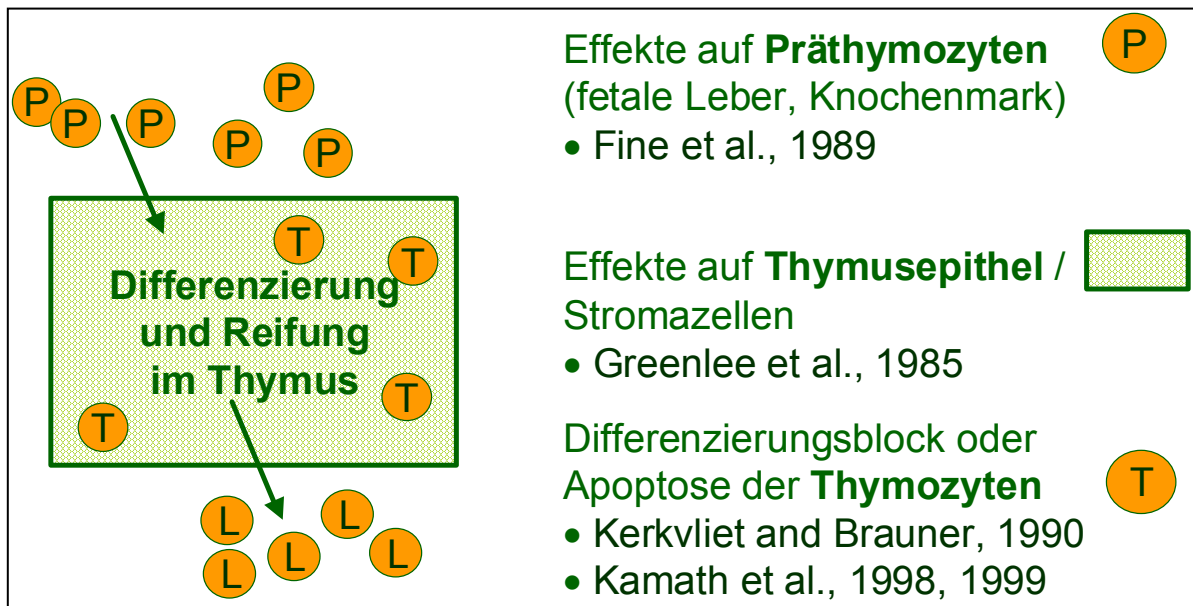 P
P
P
P
P
P
T
T
Differenzierung
und Reifung
im Thymus
T
T
L
L
L
L
L
Effekte auf Präthymozyten
P
(fetale Leber, Knochenmark)
• Fine et al., 1989
Effekte auf Thymusepithel /
Stromazellen
• Greenlee et al., 1985
Differenzierungsblock oder
Apoptose der Thymozyten
T
• Kerkvliet and Brauner, 1990
• Kamath et al., 1998, 1999